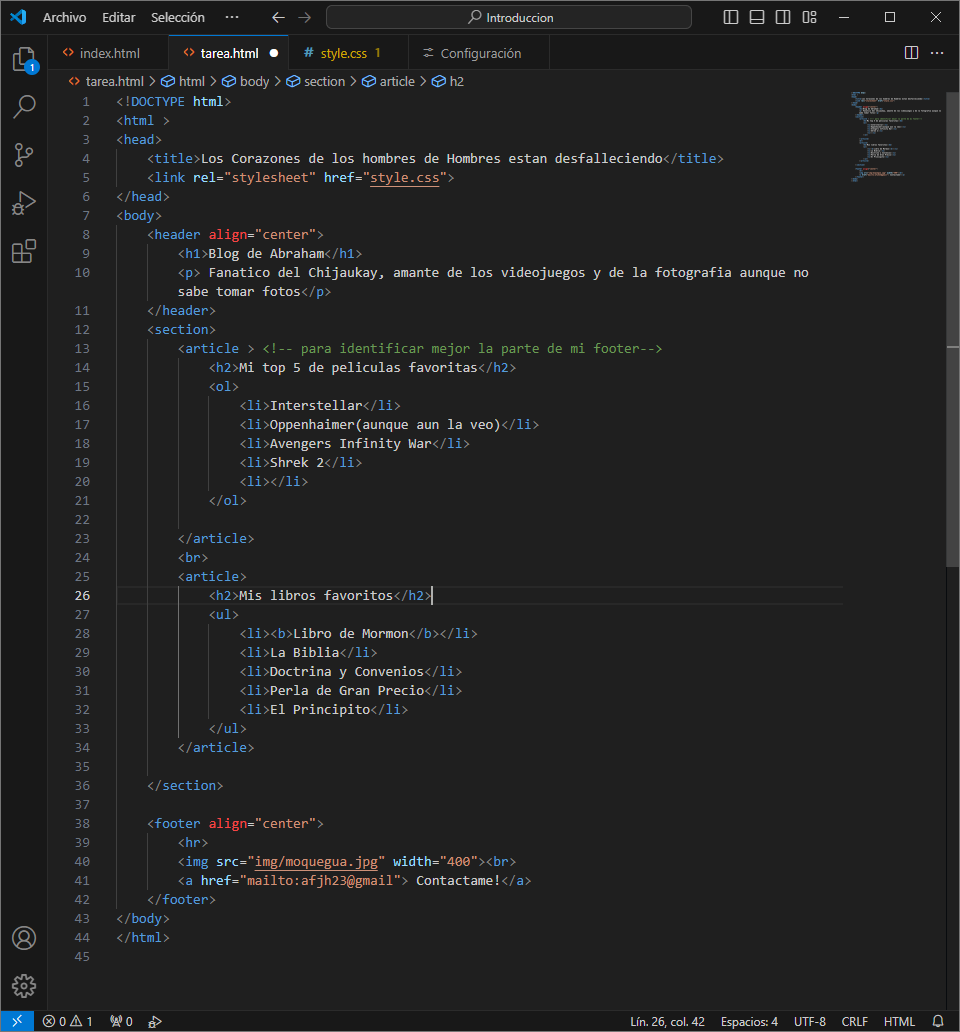 Archivo Editar Selección ··· Introduccion
index.html tarea.html style.css 1 Configuración
tarea.html > html > body > section > article > h2
1 <!DOCTYPE html>
2 <html >
3 <head>
4 <title>Los Corazones de los hombres de Hombres estan desfalleciendo</title>
5 <link rel="stylesheet" href="style.css">
6 </head>
7 <body>
8 <header align="center">
9 <h1>Blog de Abraham</h1>
10 <p> Fanatico del Chijaukay, amante de los videojuegos y de la fotografia aunque no
sabe tomar fotos</p>
11 </header>
12 <section>
13 <article > <!-- para identificar mejor la parte de mi footer-->
14 <h2>Mi top 5 de peliculas favoritas</h2>
15 <ol>
16 <li>Interstellar</li>
17 <li>Oppenhaimer(aunque aun la veo)</li>
18 <li>Avengers Infinity War</li>
19 <li>Shrek 2</li>
20 <li></li>
21 </ol>
22
23 </article>
24 <br>
25 <article>
26 <h2>Mis libros favoritos</h2>
27 <ul>
28 <li><b>Libro de Mormon</b></li>
29 <li>La Biblia</li>
30 <li>Doctrina y Convenios</li>
31 <li>Perla de Gran Precio</li>
32 <li>El Principito</li>
33 </ul>
34 </article>
35
36 </section>
37
38 <footer align="center">
39 <hr>
40 <img src="img/moquegua.jpg" width="400"><br>
41 <a href="mailto:afjh23@gmail"> Contactame!</a>
42 </footer>
43 </body>
44 </html>
45
1
0 1 0 Lín. 26, col. 42 Espacios: 4 UTF-8 CRLF HTML